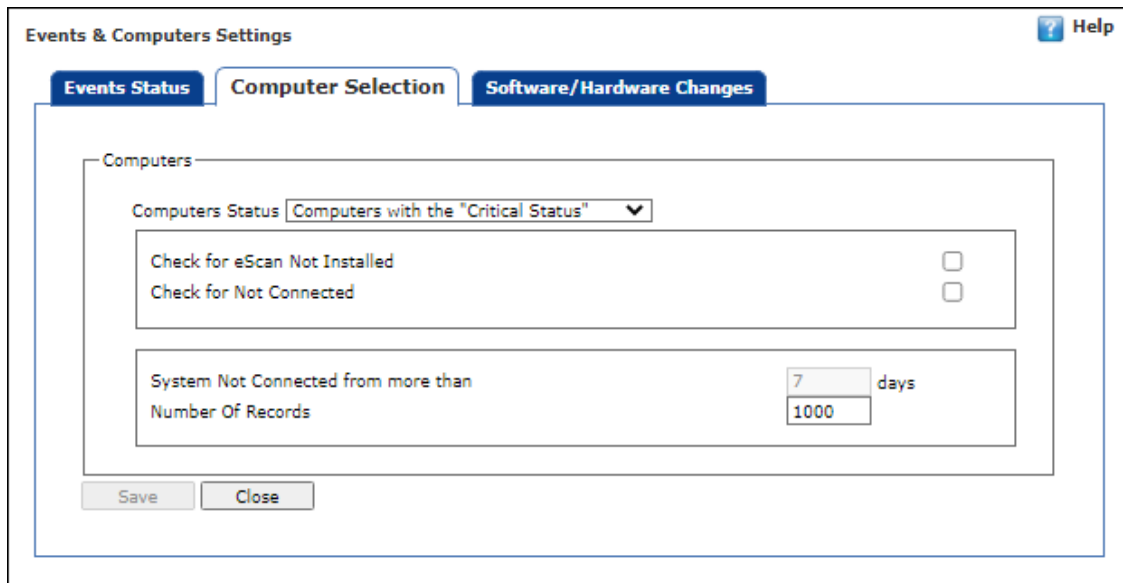 Events & Computers Settings
? Help
Events Status Computer Selection Software/Hardware Changes
Computers
Computers Status Computers with the "Critical Status"
Check for eScan Not Installed
Check for Not Connected
System Not Connected from more than 7 days
Number Of Records 1000
Save Close